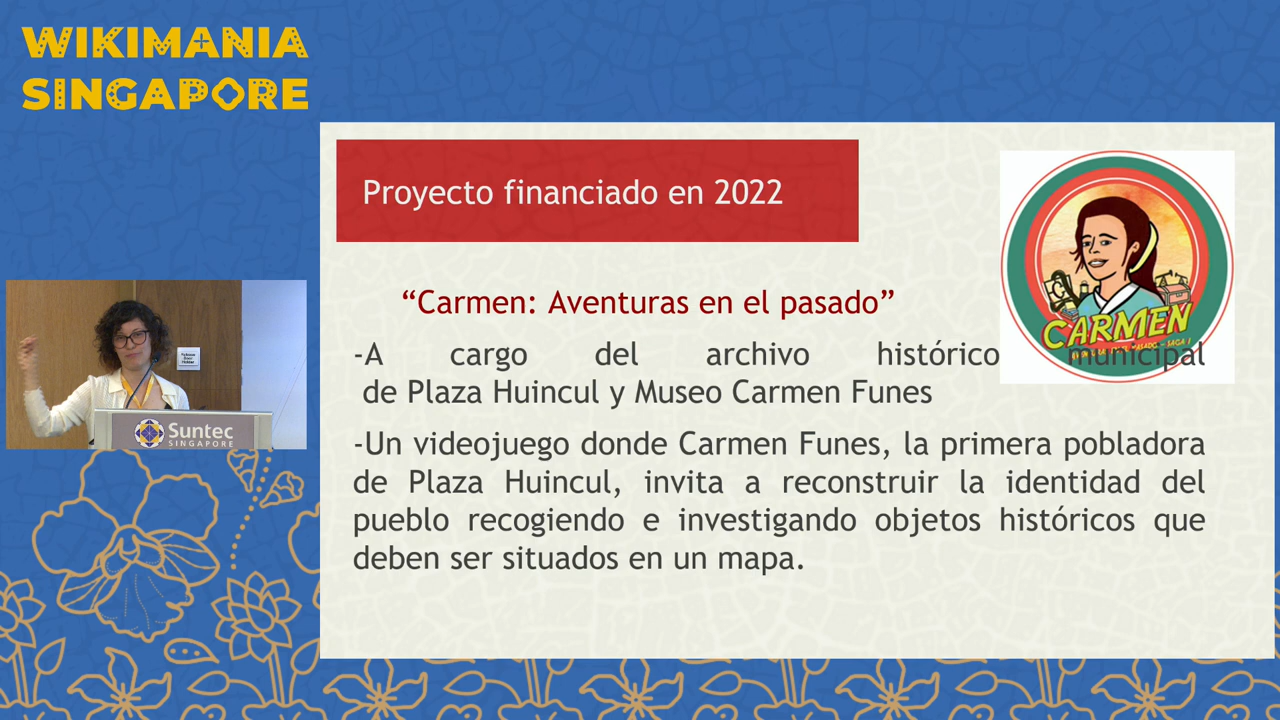 WIKIMANIA
SINGAPORE
Proyecto financiado en 2022
“Carmen: Aventuras en el pasado”
-A cargo del archivo histórico municipal
de Plaza Huincul y Museo Carmen Funes
-Un videojuego donde Carmen Funes, la primera pobladora
de Plaza Huincul, invita a reconstruir la identidad del
pueblo recogiendo e investigando objetos históricos que
deben ser situados en un mapa.
CARMEN
Suntec
SINGAPORE